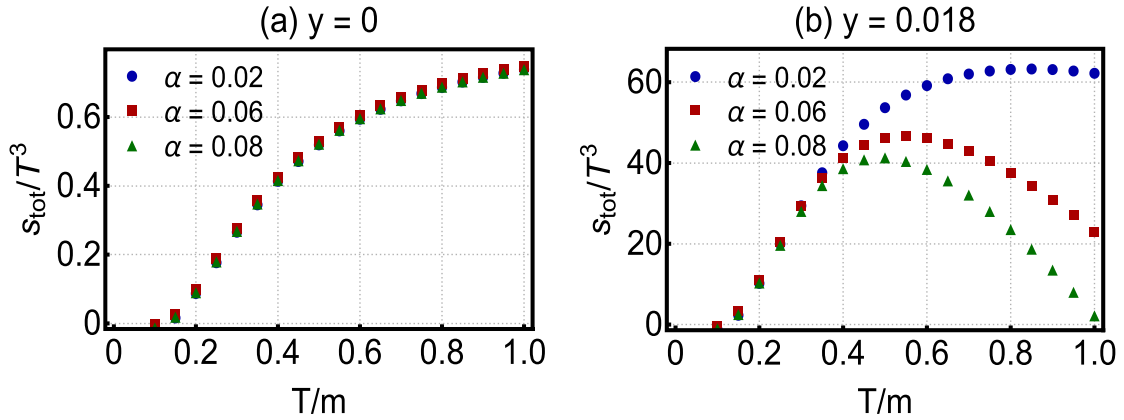 (a) y = 0
s_tot/T^3
0.6
0.4
0.2
0
α = 0.02
α = 0.06
α = 0.08
0 0.2 0.4 0.6 0.8 1.0
T/m
(b) y = 0.018
s_tot/T^3
60
40
20
0
α = 0.02
α = 0.06
α = 0.08
0 0.2 0.4 0.6 0.8 1.0
T/m